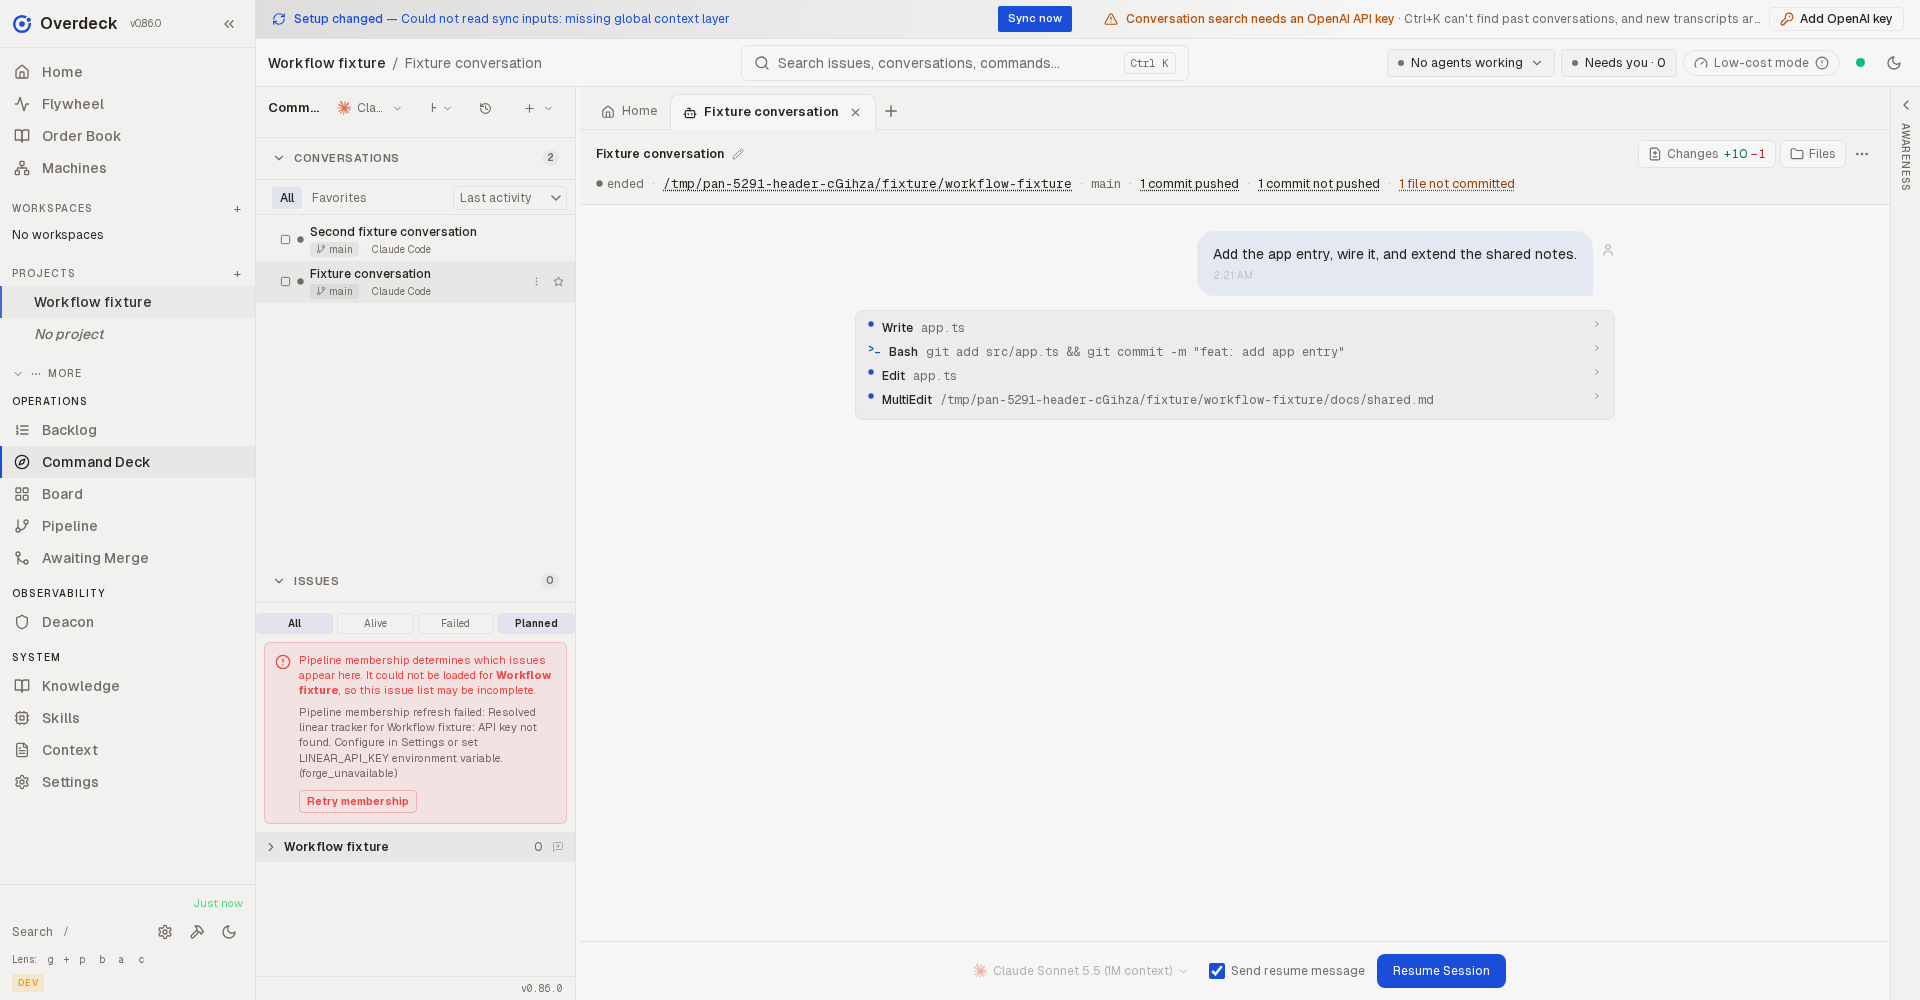 Overdeck v0.86.0
Setup changed — Could not read sync inputs: missing global context layer
Sync now
Conversation search needs an OpenAI API key · Ctrl+K can't find past conversations, and new transcripts ar...
Add OpenAI key
Workflow fixture / Fixture conversation
Search issues, conversations, commands... Ctrl K
No agents working
Needs you · 0
Low-cost mode
Home
Flywheel
Order Book
Machines
WORKSPACES +
No workspaces
PROJECTS +
Workflow fixture
No project
··· MORE
OPERATIONS
Backlog
Command Deck
Board
Pipeline
Awaiting Merge
OBSERVABILITY
Deacon
SYSTEM
Knowledge
Skills
Context
Settings
Just now
Search /
Lens: g + p b a c
DEV
Comm... Cla...
CONVERSATIONS 2
All Favorites Last activity
Second fixture conversation
main · Claude Code
Fixture conversation
main · Claude Code
ISSUES 0
All Alive Failed Planned
Pipeline membership determines which issues
appear here. It could not be loaded for Workflow
fixture, so this issue list may be incomplete.
Pipeline membership refresh failed: Resolved
linear tracker for Workflow fixture: API key not
found. Configure in Settings or set
LINEAR_API_KEY environment variable.
(forge_unavailable)
Retry membership
Workflow fixture 0
v0.86.0
Home
Fixture conversation
Fixture conversation
Changes +10 −1
Files
ended · /tmp/pan-5291-header-cGihza/fixture/workflow-fixture · main · 1 commit pushed · 1 commit not pushed · 1 file not committed
Add the app entry, wire it, and extend the shared notes.
2:21 AM
Write app.ts
>_ Bash git add src/app.ts && git commit -m "feat: add app entry"
Edit app.ts
MultiEdit /tmp/pan-5291-header-cGihza/fixture/workflow-fixture/docs/shared.md
Claude Sonnet 5.5 (1M context)
Send resume message
Resume Session
AWARENESS